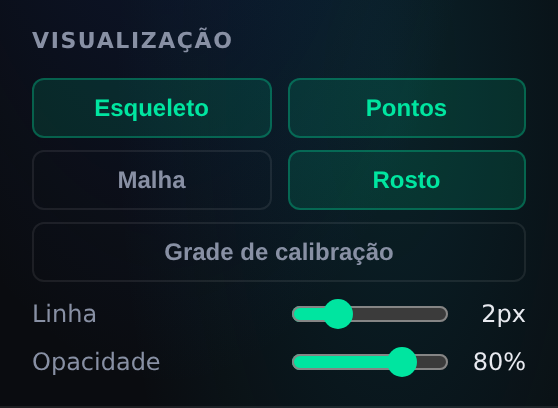 VISUALIZAÇÃO
Esqueleto Pontos
Malha Rosto
Grade de calibração
Linha 2px
Opacidade 80%